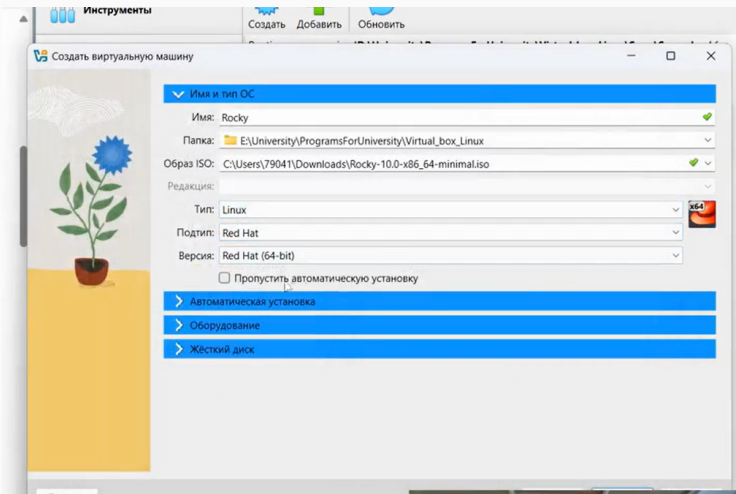 Инструменты
Создать Добавить Обновить
Создать виртуальную машину
Имя и тип ОС
Имя: Rocky
Папка: E:\University\ProgramsForUniversity\Virtual_box_Linux
Образ ISO: C:\Users\79041\Downloads\Rocky-10.0-x86_64-minimal.iso
Редакция:
Тип: Linux
x64
Подтип: Red Hat
Версия: Red Hat (64-bit)
Пропустить автоматическую установку
Автоматическая установка
Оборудование
Жёсткий диск